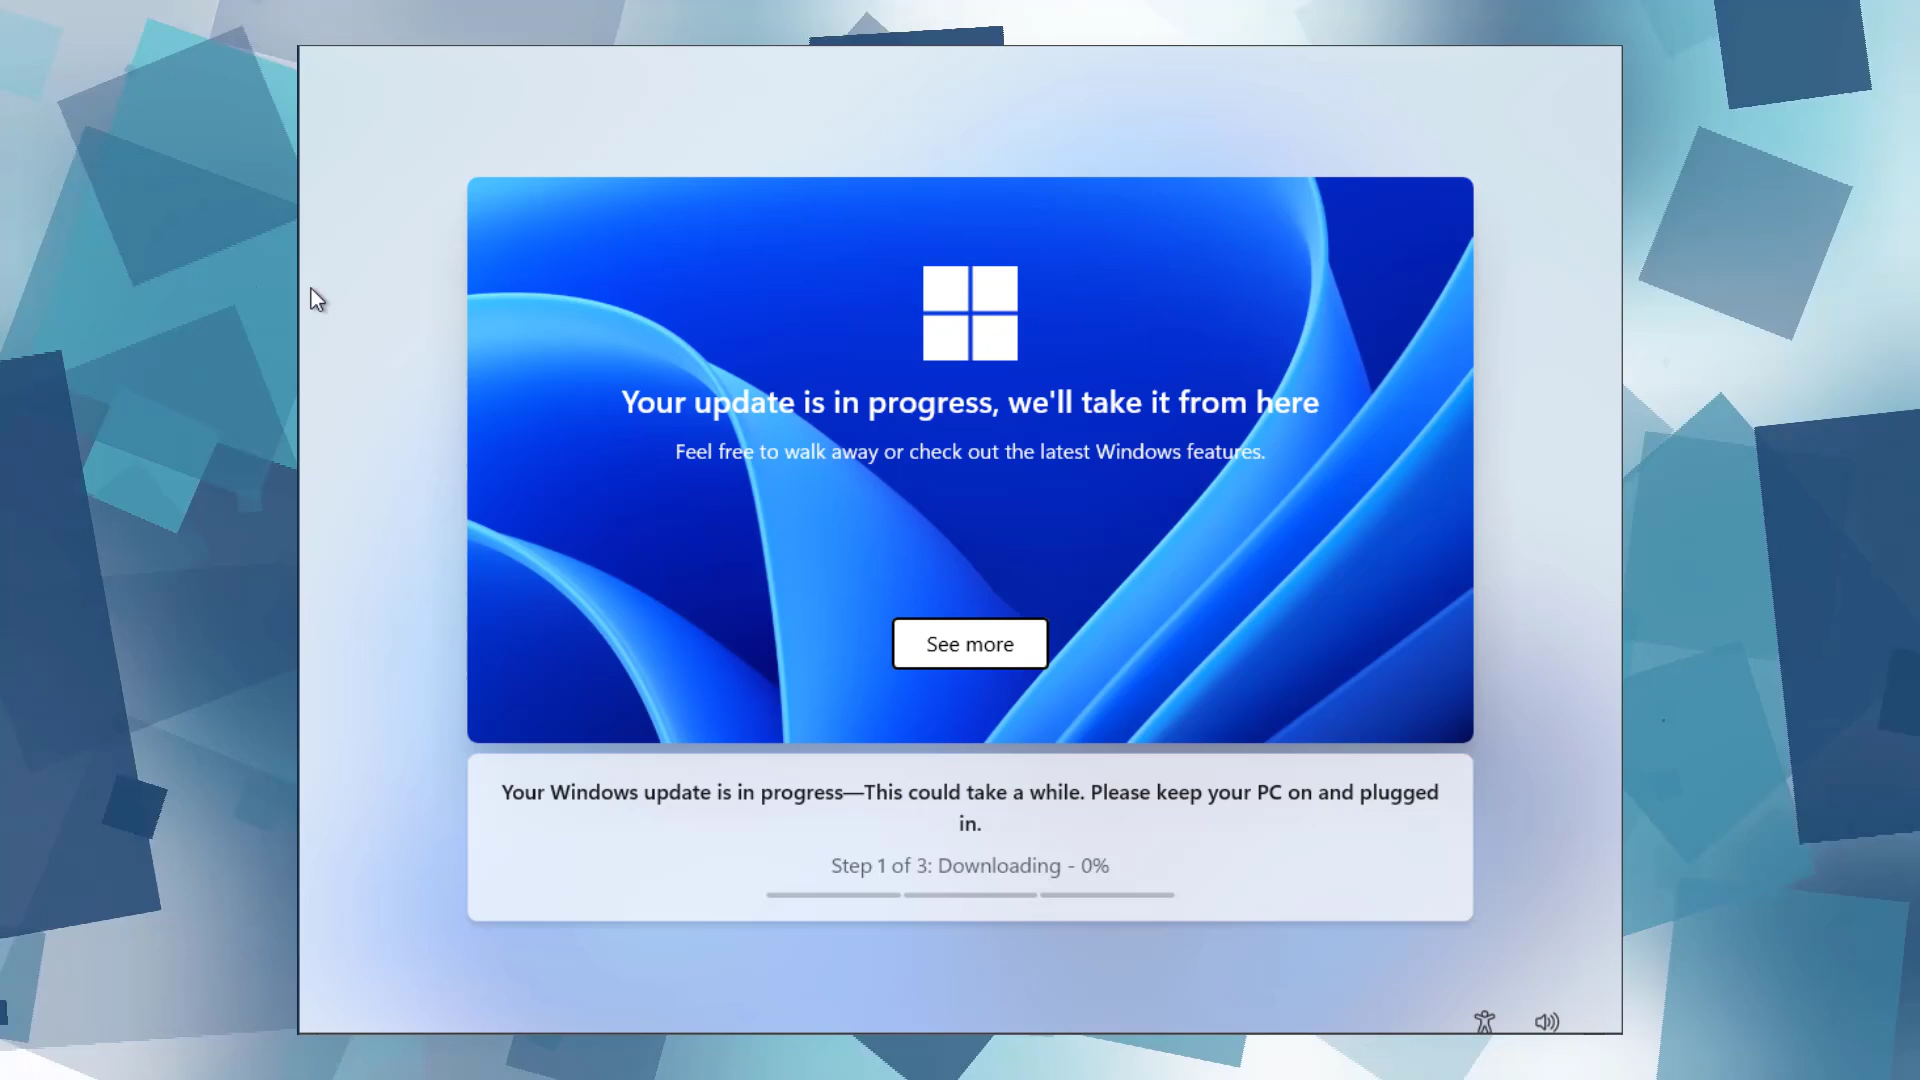 Your update is in progress, we'll take it from here
Feel free to walk away or check out the latest Windows features.
See more
Your Windows update is in progress—This could take a while. Please keep your PC on and plugged
in.
Step 1 of 3: Downloading - 0%